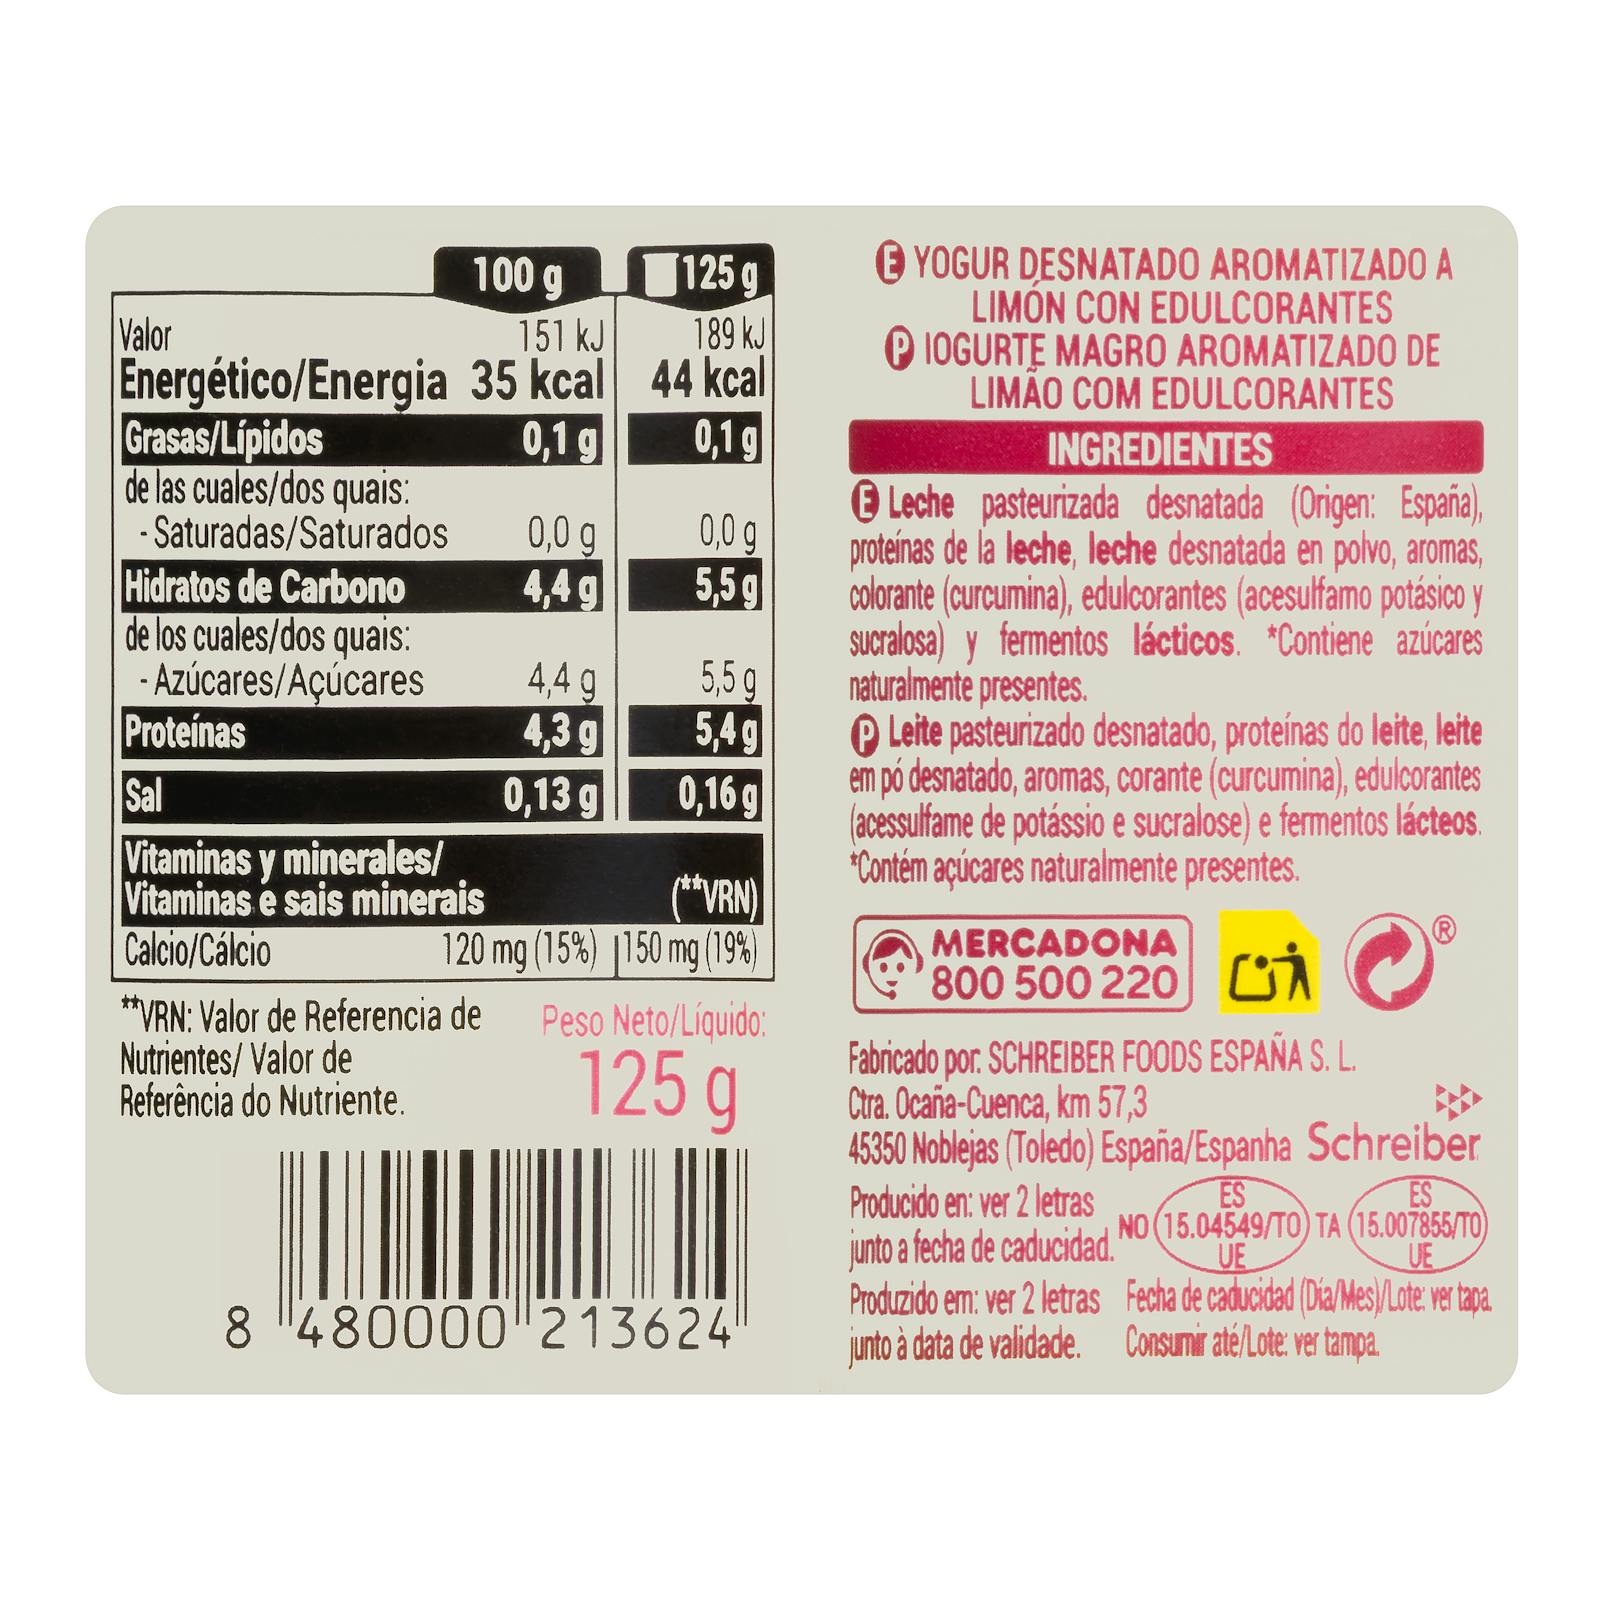 100 g 125 g
Valor 151 kJ 189 kJ
Energético/Energia 35 kcal 44 kcal
Grasas/Lípidos 0,1 g 0,1 g
de las cuales/dos quais:
- Saturadas/Saturados 0,0 g 0,0 g
Hidratos de Carbono 4,4 g 5,5 g
de los cuales/dos quais:
- Azúcares/Açúcares 4,4 g 5,5 g
Proteínas 4,3 g 5,4 g
Sal 0,13 g 0,16 g
Vitaminas y minerales/
Vitaminas e sais minerais (**VRN)
Calcio/Cálcio 120 mg (15%) 150 mg (19%)
**VRN: Valor de Referencia de
Nutrientes/ Valor de
Referência do Nutriente.
Peso Neto/Líquido:
125 g
8 480000 213624
E YOGUR DESNATADO AROMATIZADO A
LIMÓN CON EDULCORANTES
P IOGURTE MAGRO AROMATIZADO DE
LIMÃO COM EDULCORANTES
INGREDIENTES
E Leche pasteurizada desnatada (Origen: España),
proteínas de la leche, leche desnatada en polvo, aromas,
colorante (curcumina), edulcorantes (acesulfamo potásico y
sucralosa) y fermentos lácticos. *Contiene azúcares
naturalmente presentes.
P Leite pasteurizado desnatado, proteínas do leite, leite
em pó desnatado, aromas, corante (curcumina), edulcorantes
(acessulfame de potássio e sucralose) e fermentos lácteos.
*Contém açúcares naturalmente presentes.
MERCADONA
800 500 220
®
Fabricado por: SCHREIBER FOODS ESPAÑA S. L.
Ctra. Ocaña-Cuenca, km 57,3
45350 Noblejas (Toledo) España/Espanha
Schreiber
Producido en: ver 2 letras
junto a fecha de caducidad.
Produzido em: ver 2 letras
junto à data de validade.
NO ES 15.04549/TO UE
TA ES 15.007855/TO UE
Fecha de caducidad (Día/Mes)/Lote: ver tapa.
Consumir até/Lote: ver tampa.